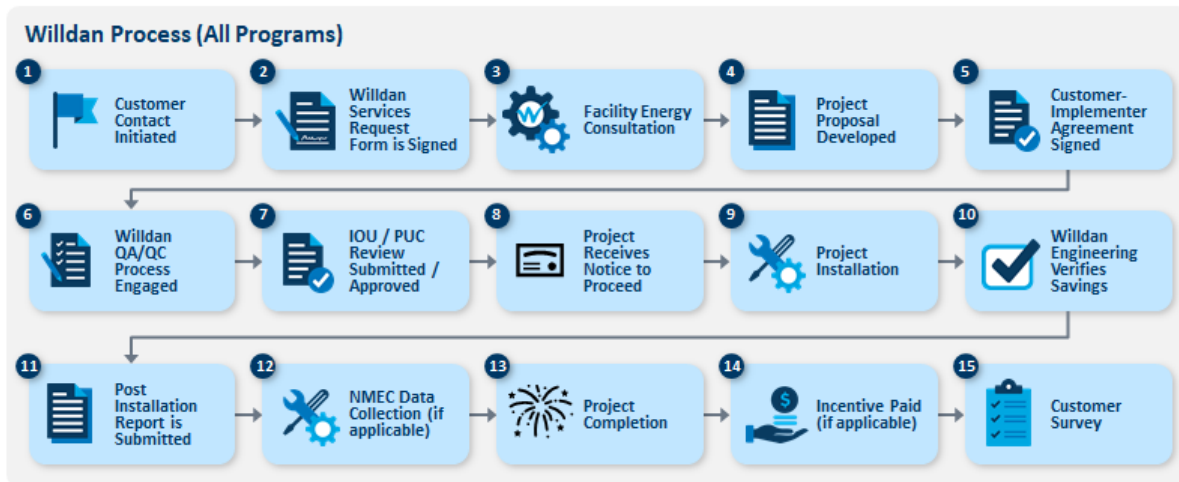 Willdan Process (All Programs)
1
Customer
Contact
Initiated
2
Willdan
Services
Request
Form is Signed
3
W
Facility Energy
Consultation
4
Project
Proposal
Developed
5
Customer-
Implementer
Agreement
Signed
6
Willdan
QA/QC
Process
Engaged
7
IOU / PUC
Review
Submitted /
Approved
8
Project
Receives
Notice to
Proceed
9
Project
Installation
10
Willdan
Engineering
Verifies
Savings
11
Post
Installation
Report is
Submitted
12
NMEC Data
Collection (if
applicable)
13
Project
Completion
14
$
Incentive Paid
(if applicable)
15
Customer
Survey